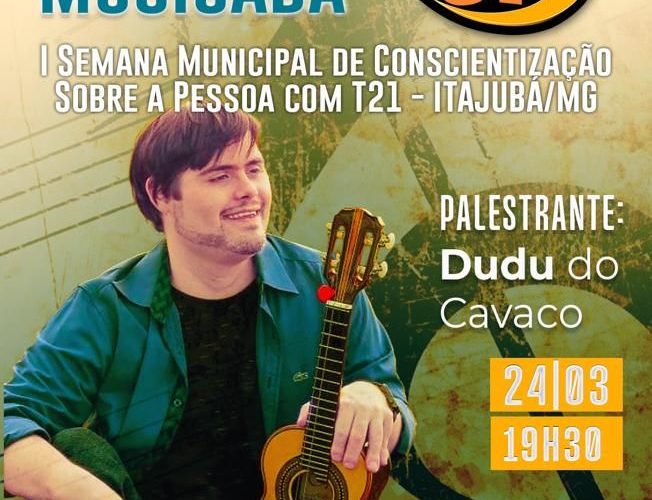 MUSICADA
I SEMANA MUNICIPAL DE CONSCIENTIZAÇÃO
SOBRE A PESSOA COM T21 - ITAJUBÁ/MG
PALESTRANTE:
Dudu do
Cavaco
24|03
19H30